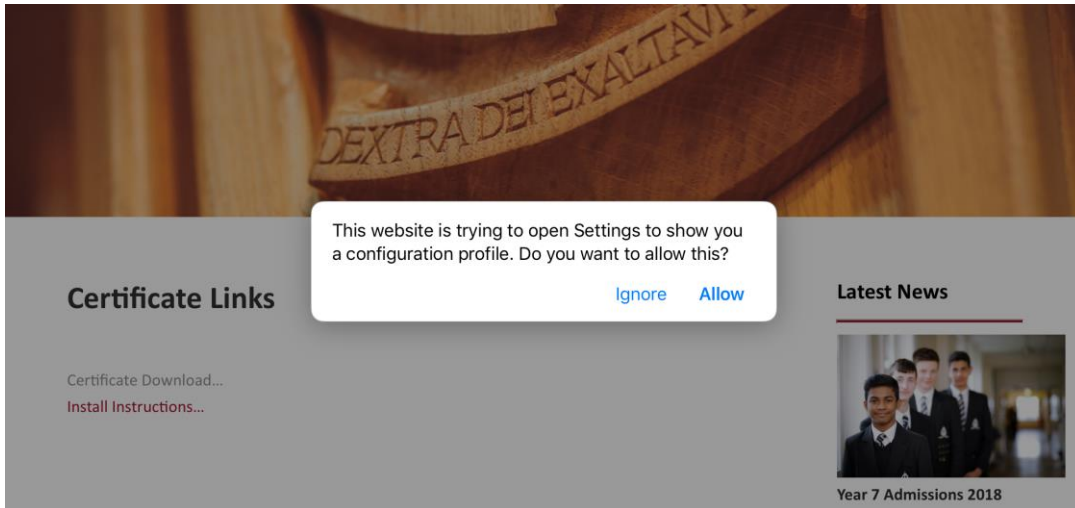 DEXTRA DEI EXALTAVIT
This website is trying to open Settings to show you
a configuration profile. Do you want to allow this?
Ignore Allow
Certificate Links
Certificate Download...
Install Instructions...
Latest News
Year 7 Admissions 2018